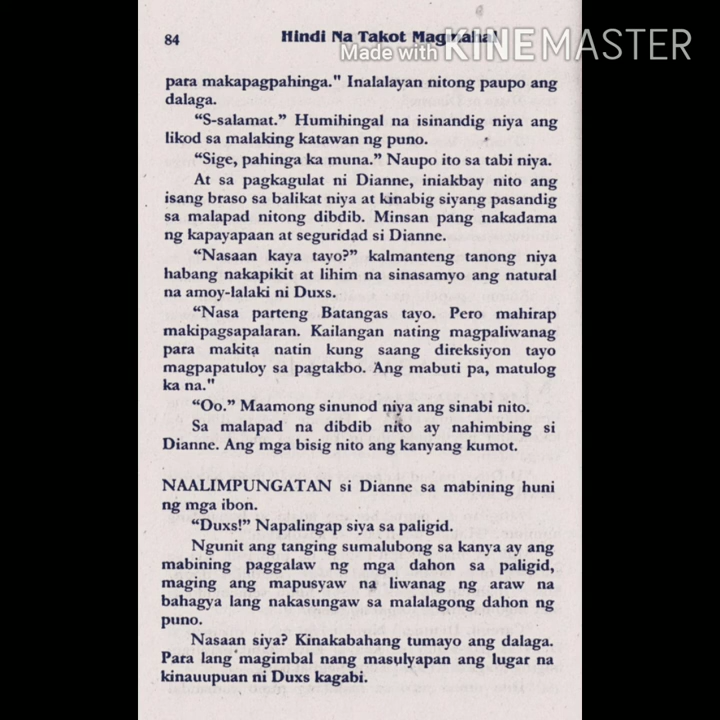 84
Hindi Na Takot Magmahal
Made with KINEMASTER
para makapagpahinga." Inalalayan nitong paupo ang
dalaga.
“S-salamat.” Humihingal na isinandig niya ang
likod sa malaking katawan ng puno.
“Sige, pahinga ka muna.” Naupo ito sa tabi niya.
At sa pagkagulat ni Dianne, iniakbay nito ang
isang braso sa balikat niya at kinabig siyang pasandig
sa malapad nitong dibdib. Minsan pang nakadama
ng kapayapaan at seguridad si Dianne.
“Nasaan kaya tayo?” kalmanteng tanong niya
habang nakapikit at lihim na sinasamyo ang natural
na amoy-lalaki ni Duxs.
“Nasa parteng Batangas tayo. Pero mahirap
makipagsapalaran. Kailangan nating magpaliwanag
para makita natin kung saang direksiyon tayo
magpapatuloy sa pagtakbo. Ang mabuti pa, matulog
ka na."
“Oo.” Maamong sinunod niya ang sinabi nito.
Sa malapad na dibdib nito ay nahimbing si
Dianne. Ang mga bisig nito ang kanyang kumot.
NAALIMPUNGATAN si Dianne sa mabining huni
ng mga ibon.
“Duxs!” Napalingap siya sa paligid.
Ngunit ang tanging sumalubong sa kanya ay ang
mabining paggalaw ng mga dahon sa paligid,
maging ang mapusyaw na liwanag ng araw na
bahagya lang nakasungaw sa malalagong dahon ng
puno.
Nasaan siya? Kinakabahang tumayo ang dalaga.
Para lang magimbal nang masulyapan ang lugar na
kinauupuan ni Duxs kagabi.